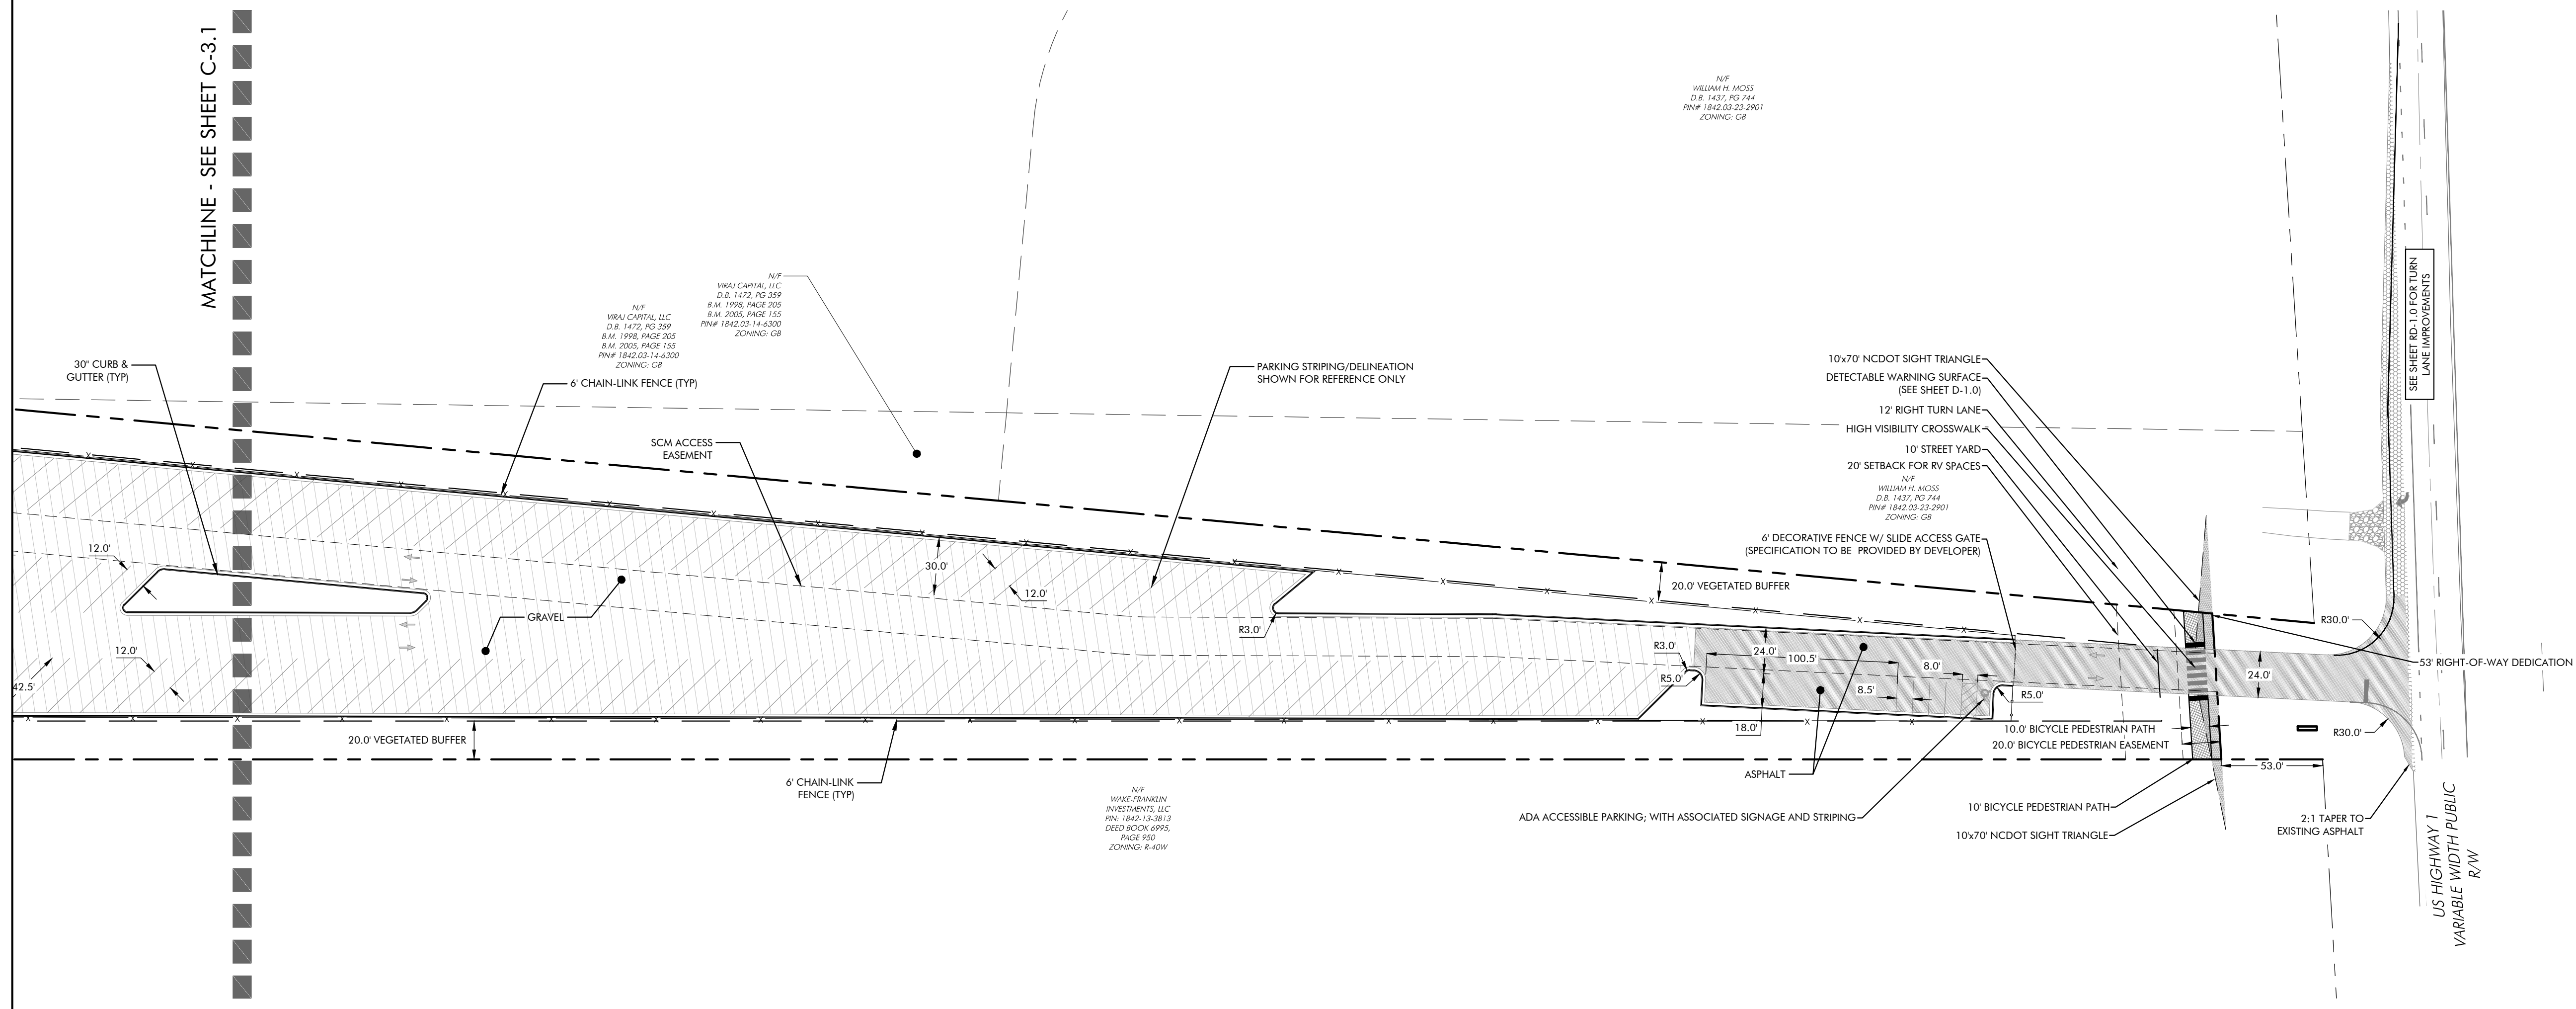 MATCHLINE - SEE SHEET C-3.1
N/F
WILLIAM H. MOSS
D.B. 1437, PG 744
PIN# 1842.03-23-2901
ZONING: GB
N/F
VIRAJ CAPITAL, LLC
D.B. 1472, PG 359
B.M. 1998, PAGE 205
B.M. 2005, PAGE 155
PIN# 1842.03-14-6300
ZONING: GB
N/F
VIRAJ CAPITAL, LLC
D.B. 1472, PG 359
B.M. 1998, PAGE 205
B.M. 2005, PAGE 155
PIN# 1842.03-14-6300
ZONING: GB
30" CURB &
GUTTER (TYP)
6' CHAIN-LINK FENCE (TYP)
PARKING STRIPING/DELINEATION
SHOWN FOR REFERENCE ONLY
SCM ACCESS
EASEMENT
SEE SHEET RD-1.0 FOR TURN
LANE IMPROVEMENTS
10'x70' NCDOT SIGHT TRIANGLE
DETECTABLE WARNING SURFACE
(SEE SHEET D-1.0)
12' RIGHT TURN LANE
HIGH VISIBILITY CROSSWALK
10' STREET YARD
20' SETBACK FOR RV SPACES
N/F
WILLIAM H. MOSS
D.B. 1437, PG 744
PIN# 1842.03-23-2901
ZONING: GB
6' DECORATIVE FENCE W/ SLIDE ACCESS GATE
(SPECIFICATION TO BE PROVIDED BY DEVELOPER)
12.0'
30.0'
12.0'
20.0' VEGETATED BUFFER
GRAVEL
R3.0'
R30.0'
12.0'
R3.0'
24.0'
100.5'
8.0'
53' RIGHT-OF-WAY DEDICATION
24.0'
42.5'
R5.0'
8.5'
R5.0'
18.0'
10.0' BICYCLE PEDESTRIAN PATH
R30.0'
20.0' VEGETATED BUFFER
20.0' BICYCLE PEDESTRIAN EASEMENT
53.0'
6' CHAIN-LINK
FENCE (TYP)
ASPHALT
N/F
WAKE-FRANKLIN
INVESTMENTS, LLC
PIN: 1842-13-3813
DEED BOOK 6995,
PAGE 950
ZONING: R-40W
ADA ACCESSIBLE PARKING; WITH ASSOCIATED SIGNAGE AND STRIPING
10' BICYCLE PEDESTRIAN PATH
10'x70' NCDOT SIGHT TRIANGLE
2:1 TAPER TO
EXISTING ASPHALT
US HIGHWAY 1
VARIABLE WIDTH PUBLIC
R/W